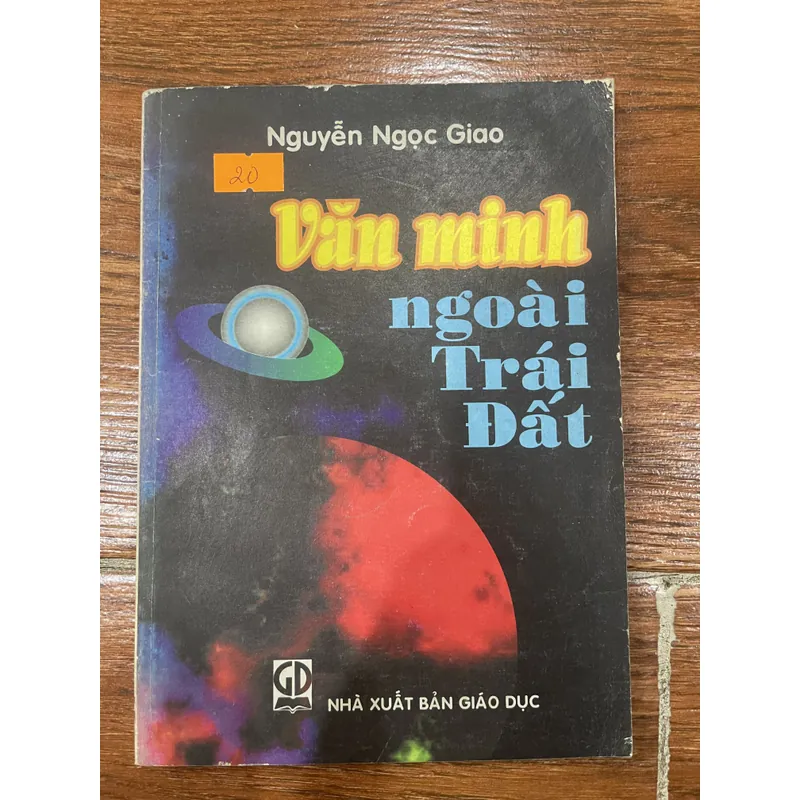 Nguyễn Ngọc Giao
20
Văn minh
ngoài
Trái
Đất
GD
NHÀ XUẤT BẢN GIÁO DỤC